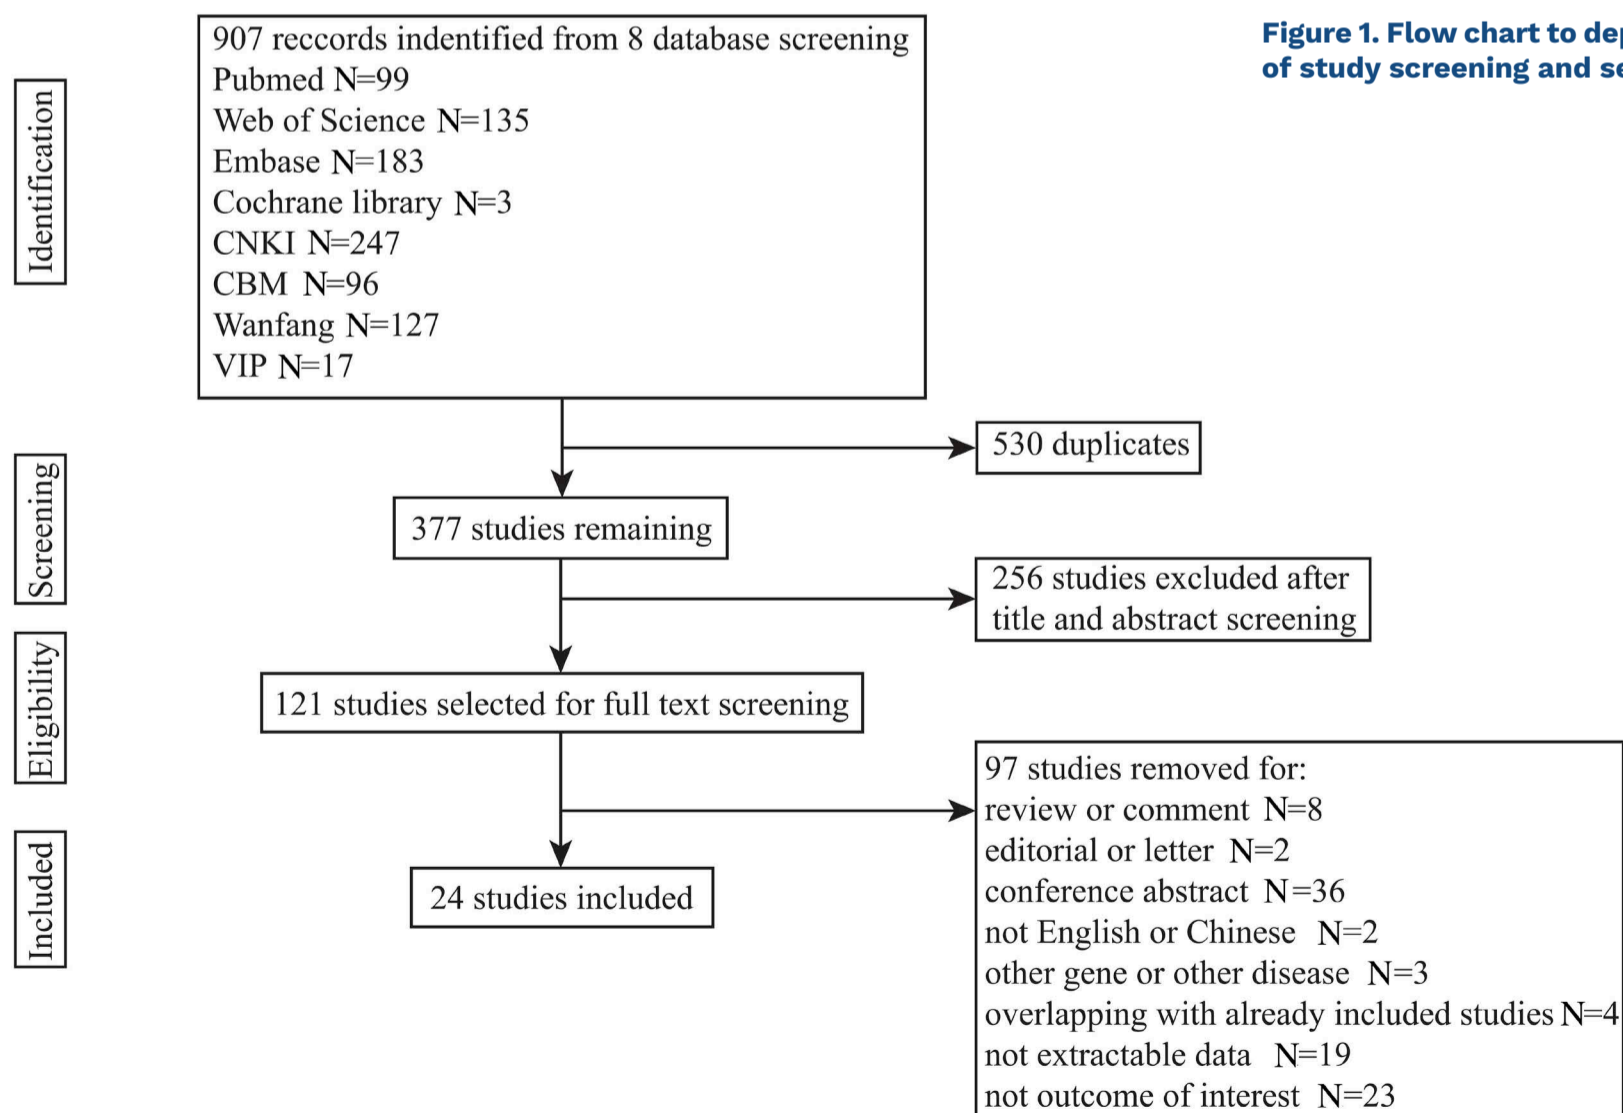 907 reccords indentified from 8 database screening
Pubmed N=99
Web of Science N=135
Embase N=183
Cochrane library N=3
CNKI N=247
CBM N=96
Wanfang N=127
VIP N=17
Figure 1. Flow chart to dep
of study screening and se
Identification
530 duplicates
Screening
377 studies remaining
256 studies excluded after
title and abstract screening
Eligibility
121 studies selected for full text screening
97 studies removed for:
review or comment N=8
editorial or letter N=2
conference abstract N=36
not English or Chinese N=2
other gene or other disease N=3
overlapping with already included studies N=4
not extractable data N=19
not outcome of interest N=23
Included
24 studies included